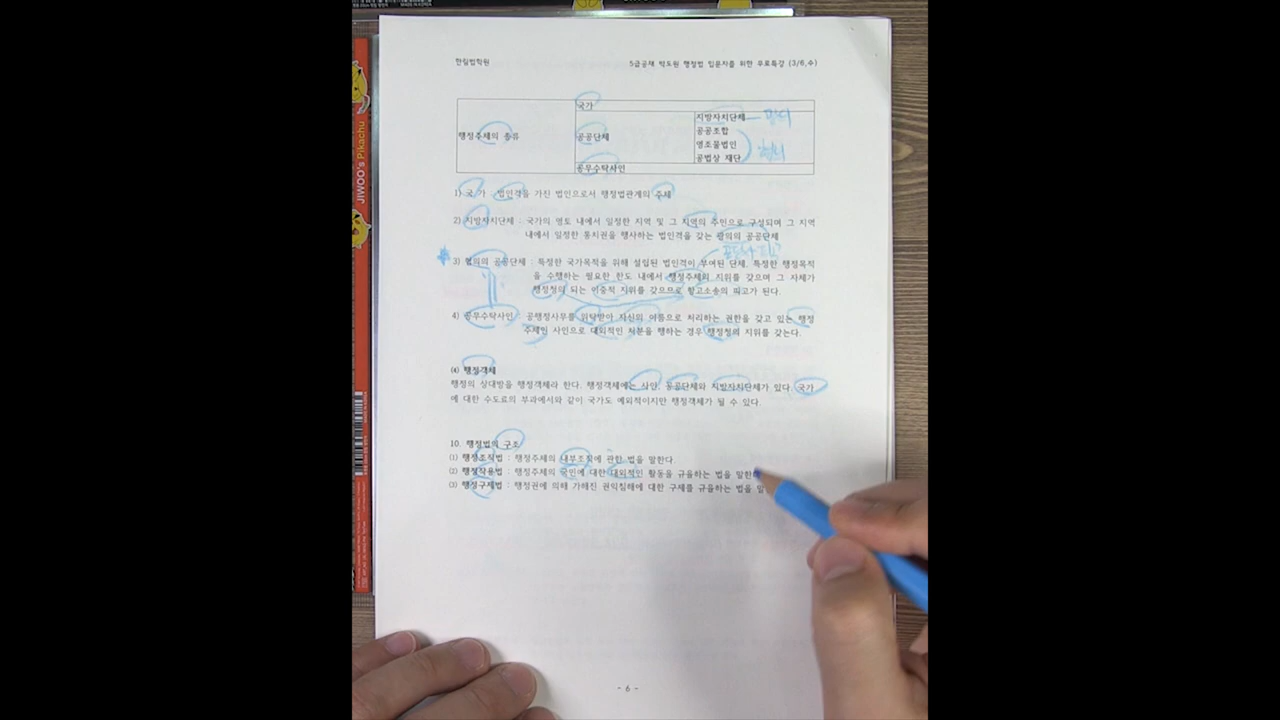 한림법학원 5급공채 박도원 행정법 입문자를 위한 무료특강 (3/6,수)
국가
지방자치단체 광의
행정주체의 종류 공공단체 공공조합
영조물법인 협의
공법상 재단
공무수탁사인
1) 국 가 : 법인격을 가진 법인으로서 행정법관계의 주체
2) 지방자치단체 : 국가의 영토 내에서 일정한 지역 및 그 지역의 주민으로 구성되며 그 지역
내에서 일정한 통치권을 행사하는 법인격을 갖는 광의의 공공단체
3) 협의의 공공단체 : 특정한 국가목적을 위해 설립된 법인격이 부여된 단체. 특정한 행정목적
을 수행하는 필요한 한도 내에서 행정주체의 지위를 갖으며 그 자체가
행정청이 되는 이중적 지위를 갖으므로 항고소송의 피고가 된다.
4) 공무수탁사인 : 공행정사무를 위탁받아 자신의 이름으로 처리하는 권한을 갖고 있는 행정
주체인 사인으로 대외적인 처분을 행하는 경우 행정청의 지위를 갖는다.
(4) 행정객체
행정의 상대방을 행정객체라 한다. 행정객체에는 사인, 공공단체와 지방자치단체가 있다. 국가
에 대한 수도료의 부과에서와 같이 국가도 예외적이지만 행정객체가 될 수 있다.
10. 행정법의 구조
(1) 행정조직법 : 행정주체의 내부조직에 관한 법을 말한다.
(2) 행정작용법 : 행정주체의 국민에 대한 대외적인 활동을 규율하는 법을 말한
(3) 행정구제법 : 행정권에 의해 가해진 권익침해에 대한 구제를 규율하는 법을 말
- 6 -
JIWOO's Pikachu